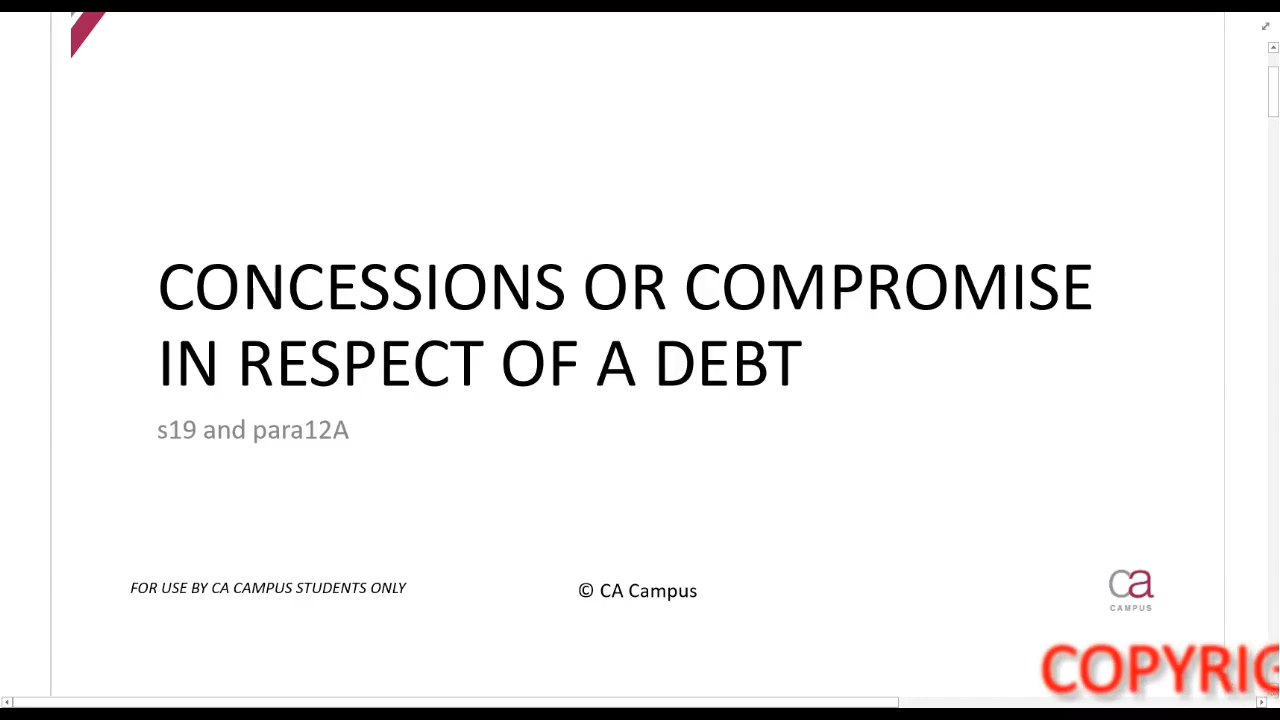 CONCESSIONS OR COMPROMISE
IN RESPECT OF A DEBT
s19 and para12A
FOR USE BY CA CAMPUS STUDENTS ONLY
© CA Campus
ca
CAMPUS
COPYRIG